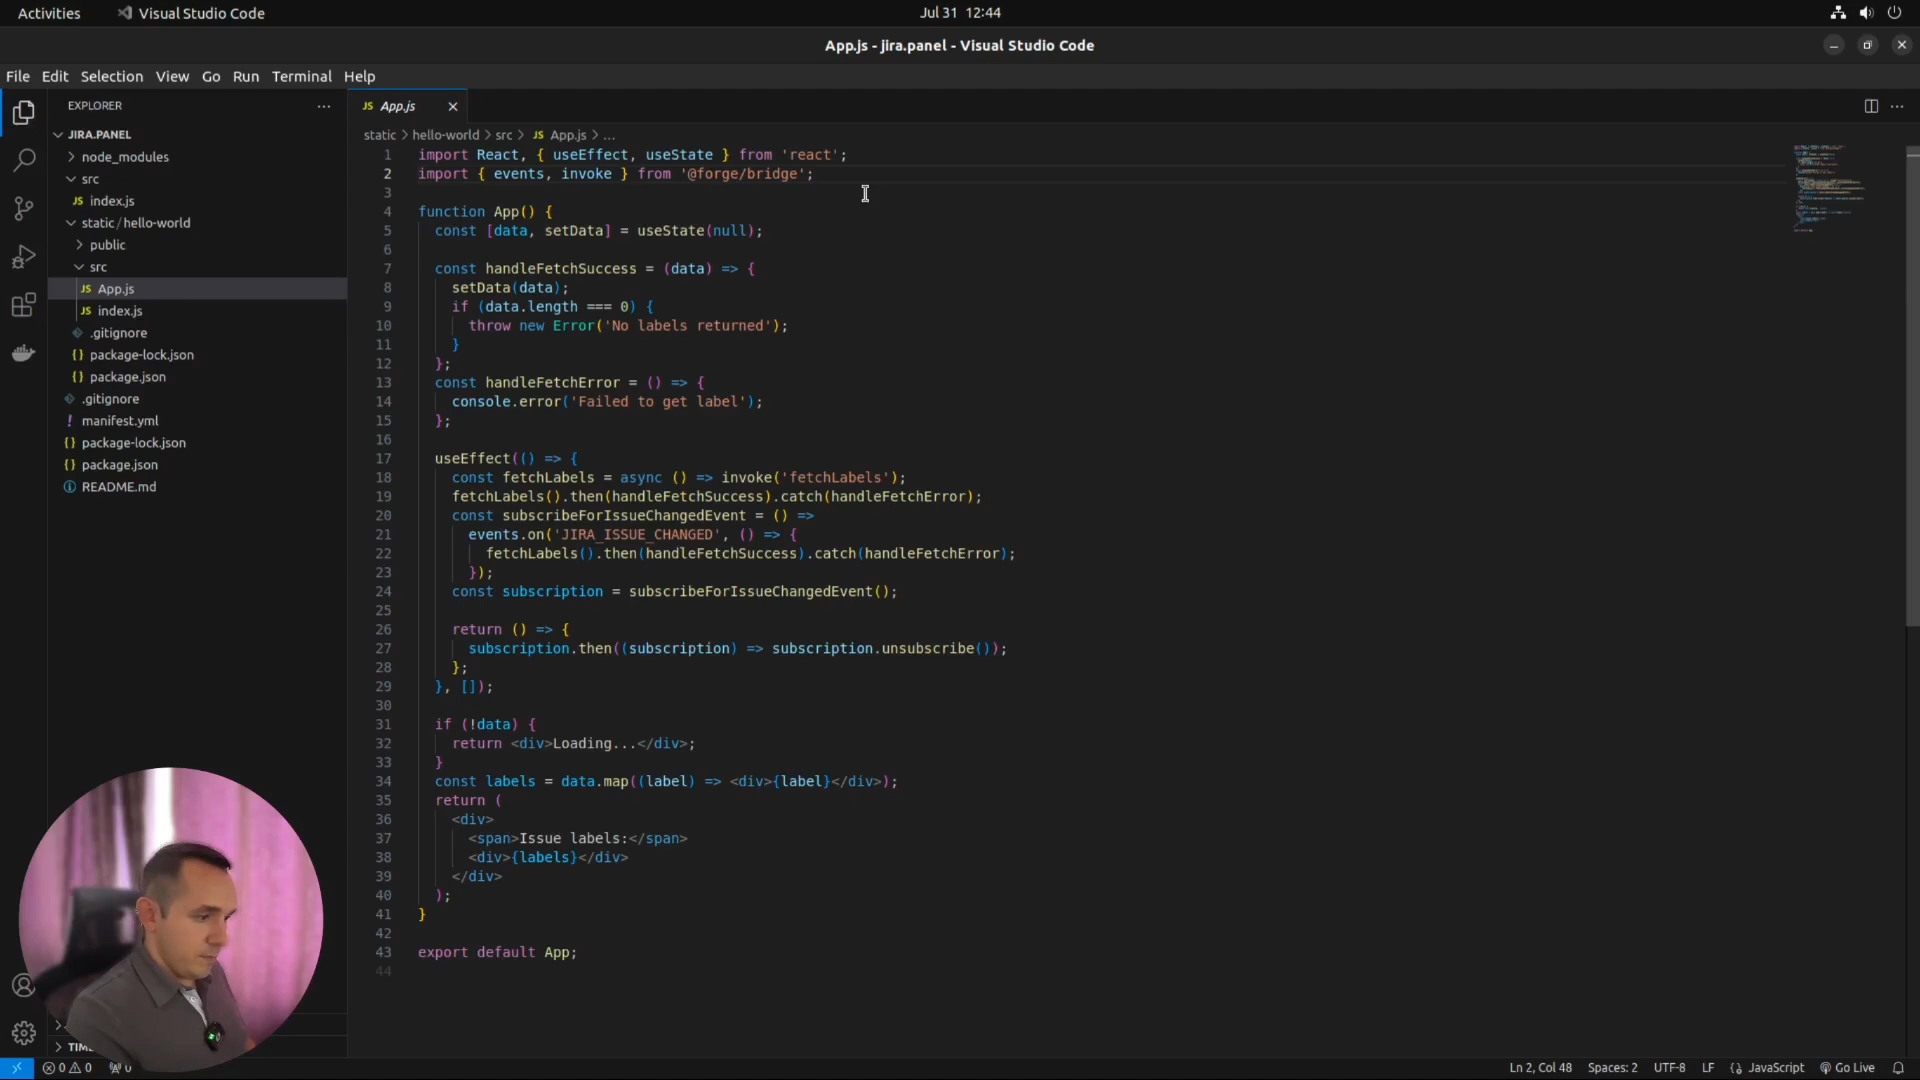 Activities
Visual Studio Code
Jul 31 12:44
App.js - jira.panel - Visual Studio Code
File Edit Selection View Go Run Terminal Help
EXPLORER
JIRA.PANEL
node_modules
src
JS index.js
static / hello-world
public
src
JS App.js
JS index.js
.gitignore
{} package-lock.json
{} package.json
.gitignore
! manifest.yml
{} package-lock.json
{} package.json
README.md
JS App.js
static > hello-world > src > JS App.js > ...
1 import React, { useEffect, useState } from 'react';
2 import { events, invoke } from '@forge/bridge';
3
4 function App() {
5 const [data, setData] = useState(null);
6
7 const handleFetchSuccess = (data) => {
8 setData(data);
9 if (data.length === 0) {
10 throw new Error('No labels returned');
11 }
12 };
13 const handleFetchError = () => {
14 console.error('Failed to get label');
15 };
16
17 useEffect(() => {
18 const fetchLabels = async () => invoke('fetchLabels');
19 fetchLabels().then(handleFetchSuccess).catch(handleFetchError);
20 const subscribeForIssueChangedEvent = () =>
21 events.on('JIRA_ISSUE_CHANGED', () => {
22 fetchLabels().then(handleFetchSuccess).catch(handleFetchError);
23 });
24 const subscription = subscribeForIssueChangedEvent();
25
26 return () => {
27 subscription.then((subscription) => subscription.unsubscribe());
28 };
29 }, []);
30
31 if (!data) {
32 return <div>Loading...</div>;
33 }
34 const labels = data.map((label) => <div>{label}</div>);
35 return (
36 <div>
37 <span>Issue labels:</span>
38 <div>{labels}</div>
39 </div>
40 );
41 }
42
43 export default App;
44
0 0 0
Ln 2, Col 48 Spaces: 2 UTF-8 LF {} JavaScript Go Live